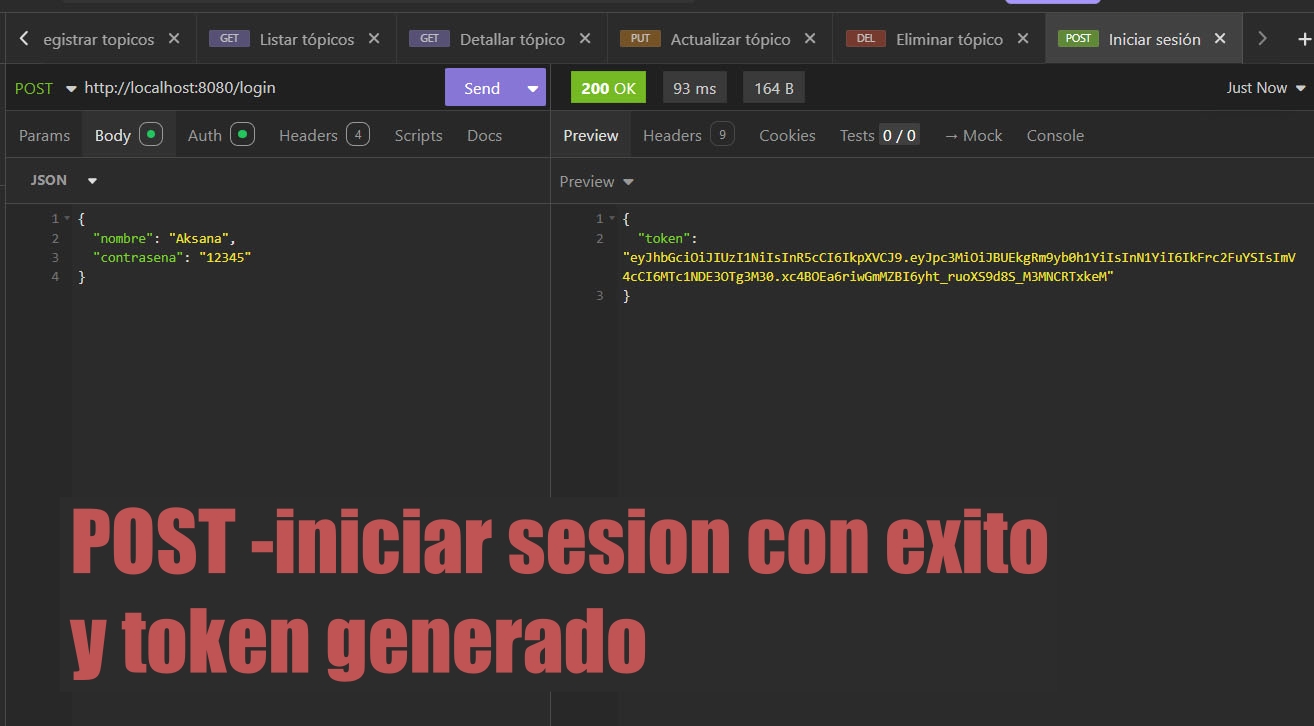 egistrar topicos
GET Listar tópicos
GET Detallar tópico
PUT Actualizar tópico
DEL Eliminar tópico
POST Iniciar sesión
POST http://localhost:8080/login Send
200 OK 93 ms 164 B Just Now
Params Body Auth Headers 4 Scripts Docs
Preview Headers 9 Cookies Tests 0 / 0 → Mock Console
JSON
Preview
1 {
2 "nombre": "Aksana",
3 "contrasena": "12345"
4 }
1 {
2 "token":
"eyJhbGciOiJIUzI1NiIsInR5cCI6IkpXVCJ9.eyJpc3MiOiJBUEkgRm9yb0h1YiIsInN1YiI6IkFrc2FuYSIsImV
4cCI6MTc1NDE3OTg3M30.xc4BOEa6riwGmMZBI6yht_ruoXS9d8S_M3MNCRTxkeM"
3 }
POST -iniciar sesion con exito
y token generado